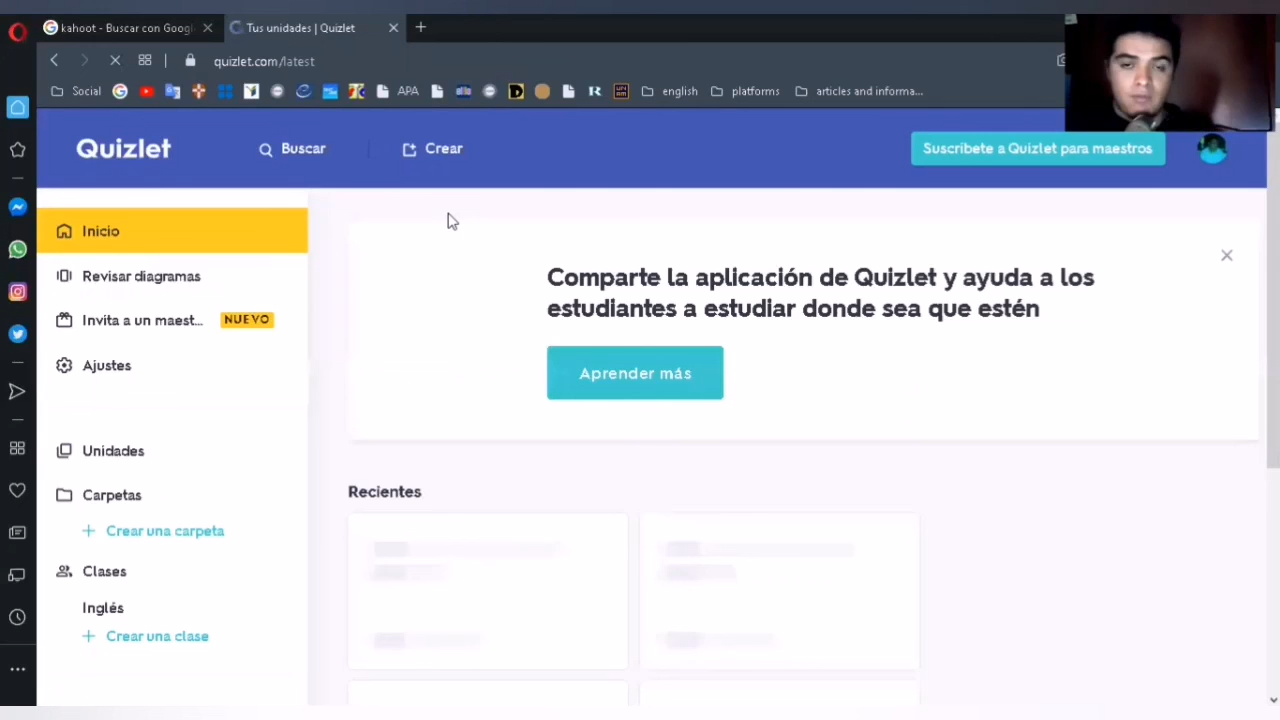 kahoot - Buscar con Googl
Tus unidades | Quizlet
quizlet.com/latest
Social
APA
R
english
platforms
articles and informa...
Quizlet
Buscar
Crear
Suscríbete a Quizlet para maestros
Inicio
Revisar diagramas
Invita a un maest...
NUEVO
Ajustes
Unidades
Carpetas
+ Crear una carpeta
Clases
Inglés
+ Crear una clase
Comparte la aplicación de Quizlet y ayuda a los
estudiantes a estudiar donde sea que estén
Aprender más
Recientes